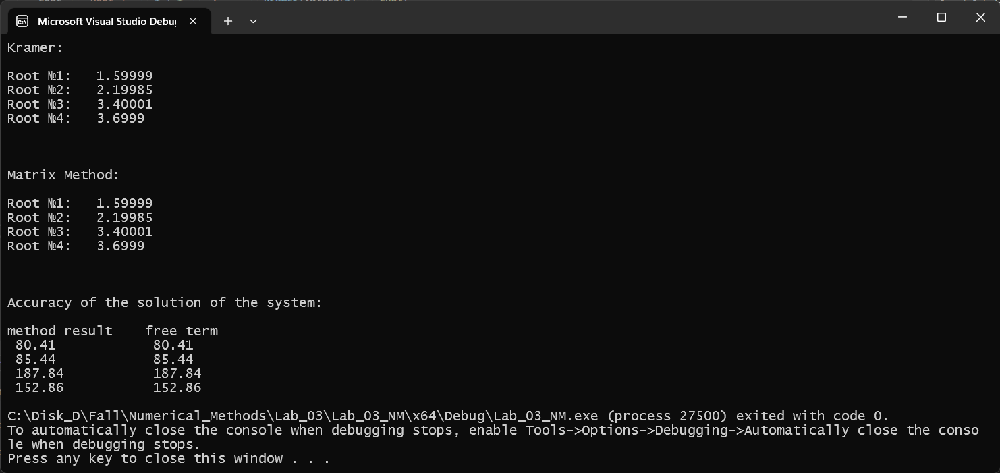 Microsoft Visual Studio Debu
Kramer:
Root №1:   1.59999
Root №2:   2.19985
Root №3:   3.40001
Root №4:   3.6999
Matrix Method:
Root №1:   1.59999
Root №2:   2.19985
Root №3:   3.40001
Root №4:   3.6999
Accuracy of the solution of the system:
method result    free term
80.41            80.41
85.44            85.44
187.84           187.84
152.86           152.86
C:\Disk_D\Fall\Numerical_Methods\Lab_03\Lab_03_NM\x64\Debug\Lab_03_NM.exe (process 27500) exited with code 0.
To automatically close the console when debugging stops, enable Tools->Options->Debugging->Automatically close the conso
le when debugging stops.
Press any key to close this window . . .